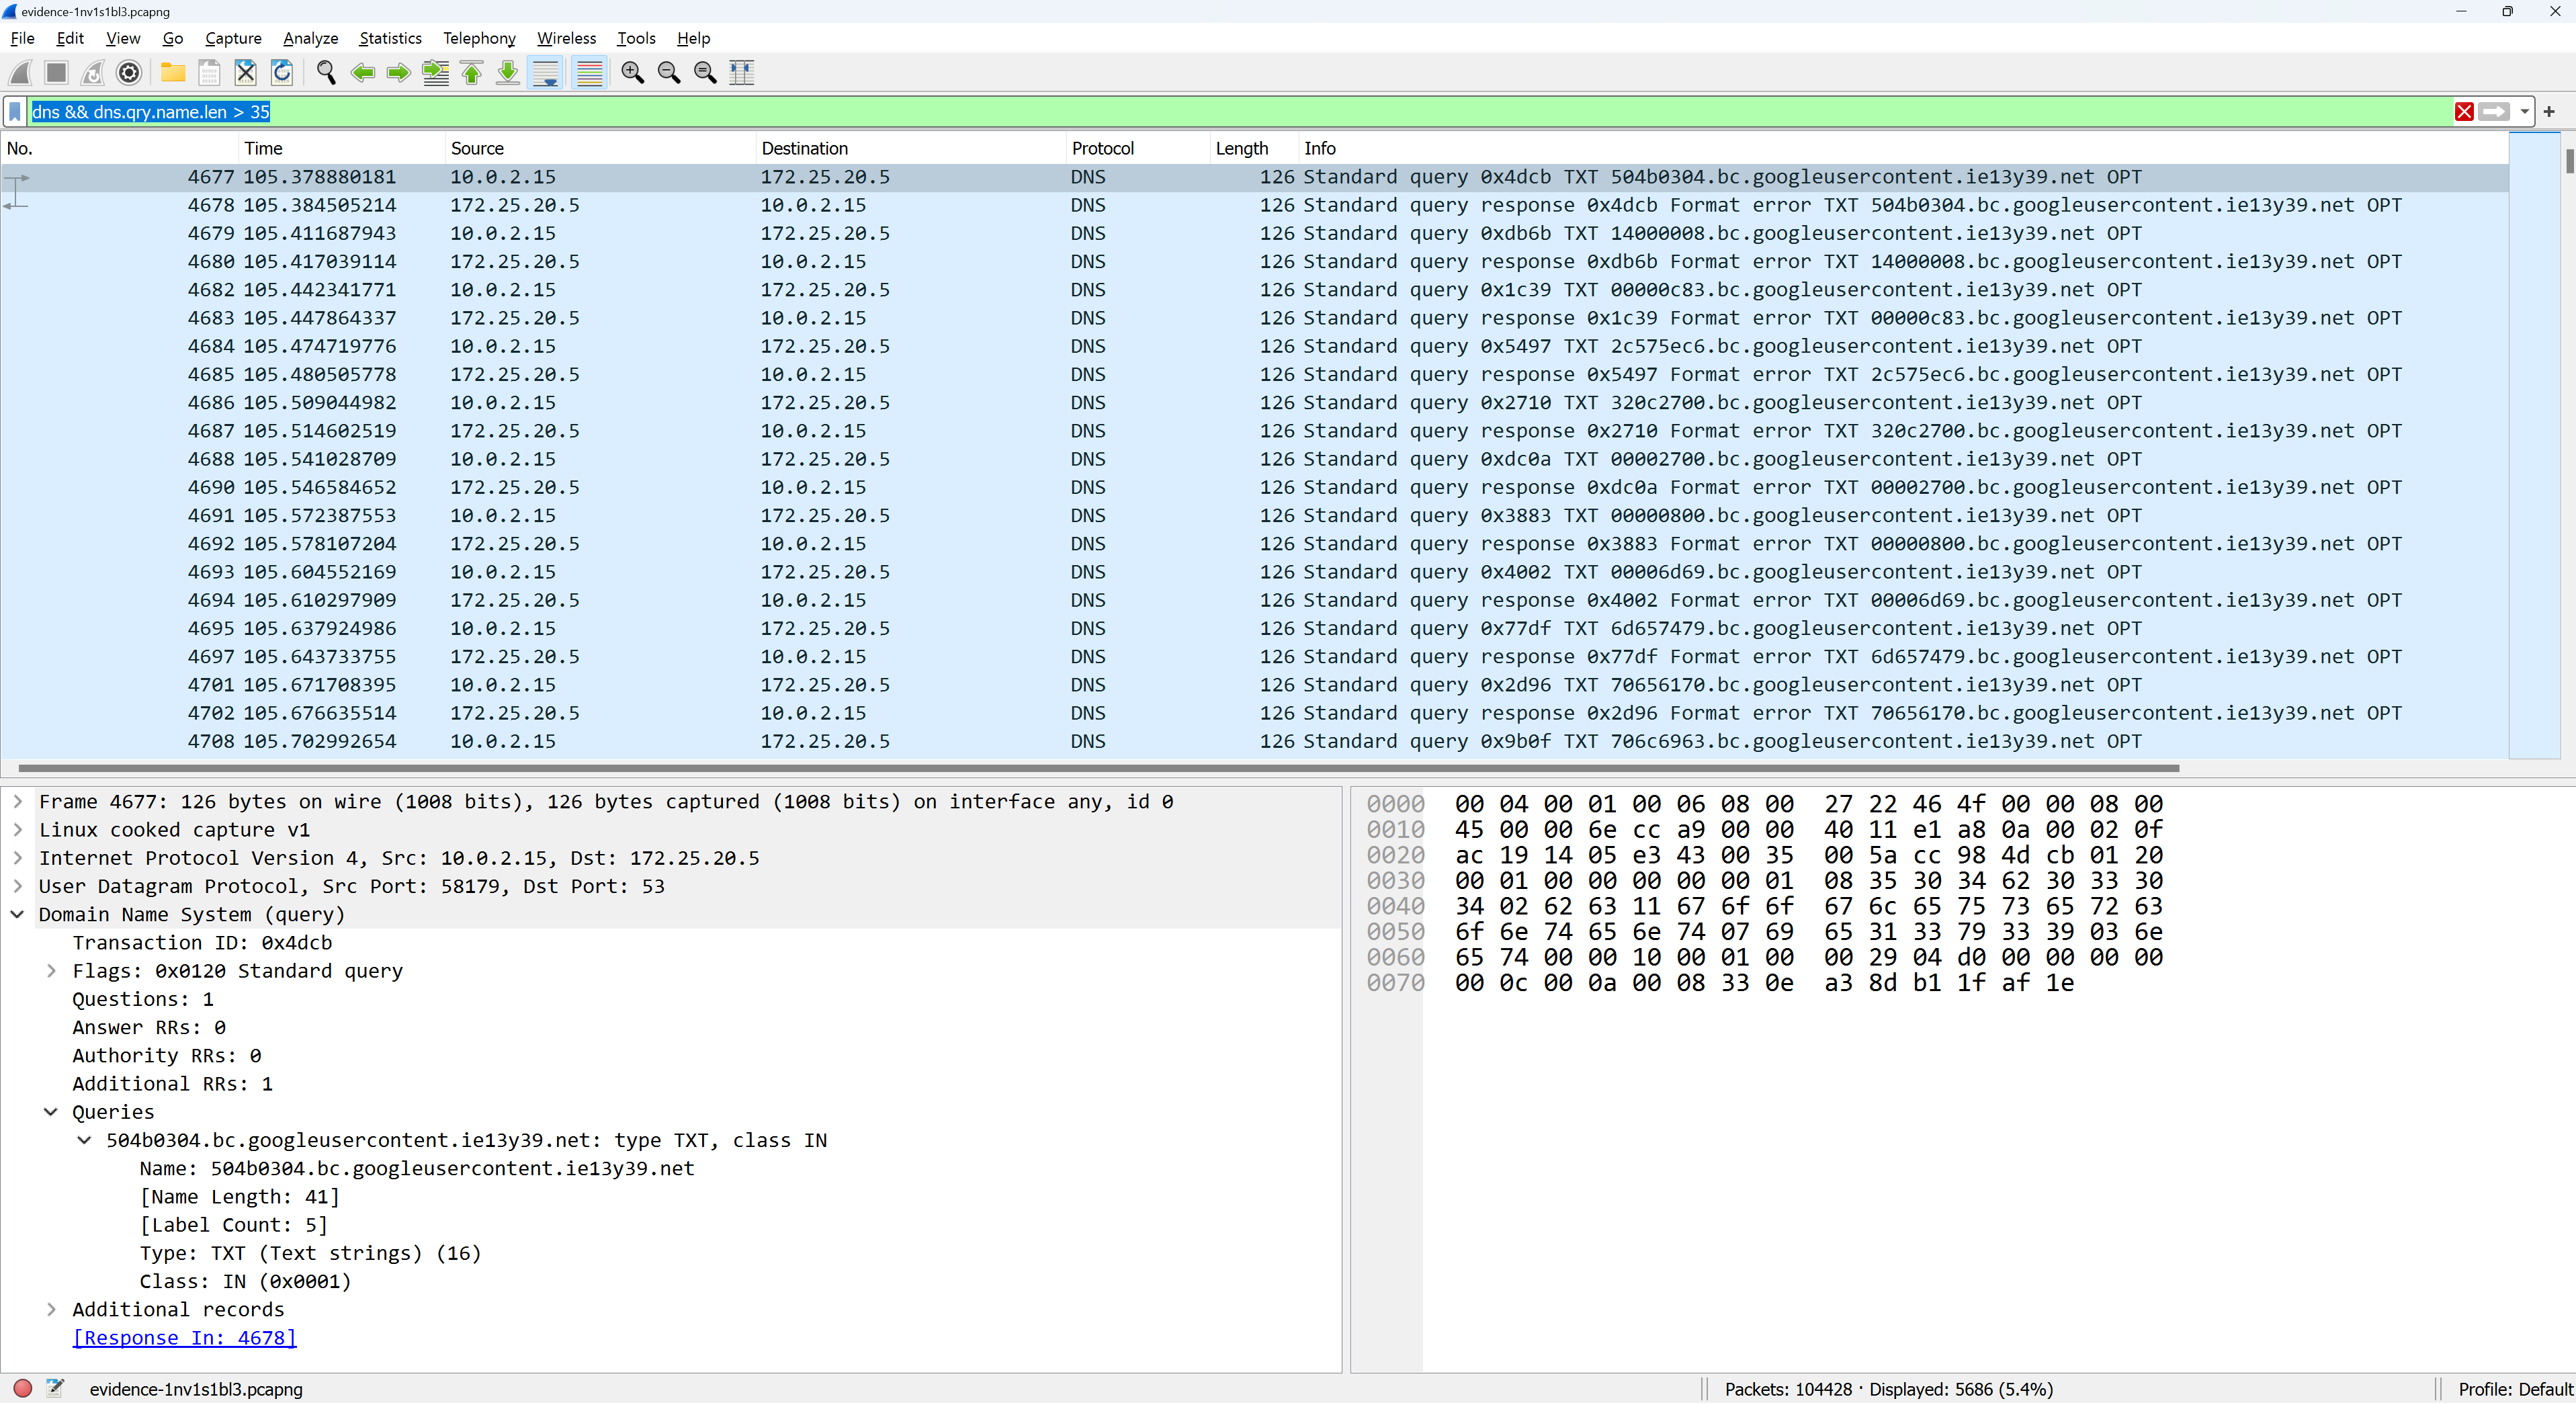 evidence-1nv1s1bl3.pcapng
File Edit View Go Capture Analyze Statistics Telephony Wireless Tools Help
dns && dns.qry.name.len > 35
No. Time Source Destination Protocol Length Info
4677 105.378880181 10.0.2.15 172.25.20.5 DNS 126 Standard query 0x4dcb TXT 504b0304.bc.googleusercontent.ie13y39.net OPT
4678 105.384505214 172.25.20.5 10.0.2.15 DNS 126 Standard query response 0x4dcb Format error TXT 504b0304.bc.googleusercontent.ie13y39.net OPT
4679 105.411687943 10.0.2.15 172.25.20.5 DNS 126 Standard query 0xdb6b TXT 14000008.bc.googleusercontent.ie13y39.net OPT
4680 105.417039114 172.25.20.5 10.0.2.15 DNS 126 Standard query response 0xdb6b Format error TXT 14000008.bc.googleusercontent.ie13y39.net OPT
4682 105.442341771 10.0.2.15 172.25.20.5 DNS 126 Standard query 0x1c39 TXT 00000c83.bc.googleusercontent.ie13y39.net OPT
4683 105.447864337 172.25.20.5 10.0.2.15 DNS 126 Standard query response 0x1c39 Format error TXT 00000c83.bc.googleusercontent.ie13y39.net OPT
4684 105.474719776 10.0.2.15 172.25.20.5 DNS 126 Standard query 0x5497 TXT 2c575ec6.bc.googleusercontent.ie13y39.net OPT
4685 105.480505778 172.25.20.5 10.0.2.15 DNS 126 Standard query response 0x5497 Format error TXT 2c575ec6.bc.googleusercontent.ie13y39.net OPT
4686 105.509044982 10.0.2.15 172.25.20.5 DNS 126 Standard query 0x2710 TXT 320c2700.bc.googleusercontent.ie13y39.net OPT
4687 105.514602519 172.25.20.5 10.0.2.15 DNS 126 Standard query response 0x2710 Format error TXT 320c2700.bc.googleusercontent.ie13y39.net OPT
4688 105.541028709 10.0.2.15 172.25.20.5 DNS 126 Standard query 0xdc0a TXT 00002700.bc.googleusercontent.ie13y39.net OPT
4690 105.546584652 172.25.20.5 10.0.2.15 DNS 126 Standard query response 0xdc0a Format error TXT 00002700.bc.googleusercontent.ie13y39.net OPT
4691 105.572387553 10.0.2.15 172.25.20.5 DNS 126 Standard query 0x3883 TXT 00000800.bc.googleusercontent.ie13y39.net OPT
4692 105.578107204 172.25.20.5 10.0.2.15 DNS 126 Standard query response 0x3883 Format error TXT 00000800.bc.googleusercontent.ie13y39.net OPT
4693 105.604552169 10.0.2.15 172.25.20.5 DNS 126 Standard query 0x4002 TXT 00006d69.bc.googleusercontent.ie13y39.net OPT
4694 105.610297909 172.25.20.5 10.0.2.15 DNS 126 Standard query response 0x4002 Format error TXT 00006d69.bc.googleusercontent.ie13y39.net OPT
4695 105.637924986 10.0.2.15 172.25.20.5 DNS 126 Standard query 0x77df TXT 6d657479.bc.googleusercontent.ie13y39.net OPT
4697 105.643733755 172.25.20.5 10.0.2.15 DNS 126 Standard query response 0x77df Format error TXT 6d657479.bc.googleusercontent.ie13y39.net OPT
4701 105.671708395 10.0.2.15 172.25.20.5 DNS 126 Standard query 0x2d96 TXT 70656170.bc.googleusercontent.ie13y39.net OPT
4702 105.676635514 172.25.20.5 10.0.2.15 DNS 126 Standard query response 0x2d96 Format error TXT 70656170.bc.googleusercontent.ie13y39.net OPT
4708 105.702992654 10.0.2.15 172.25.20.5 DNS 126 Standard query 0x9b0f TXT 706c6963.bc.googleusercontent.ie13y39.net OPT
Frame 4677: 126 bytes on wire (1008 bits), 126 bytes captured (1008 bits) on interface any, id 0
Linux cooked capture v1
Internet Protocol Version 4, Src: 10.0.2.15, Dst: 172.25.20.5
User Datagram Protocol, Src Port: 58179, Dst Port: 53
Domain Name System (query)
Transaction ID: 0x4dcb
Flags: 0x0120 Standard query
Questions: 1
Answer RRs: 0
Authority RRs: 0
Additional RRs: 1
Queries
504b0304.bc.googleusercontent.ie13y39.net: type TXT, class IN
Name: 504b0304.bc.googleusercontent.ie13y39.net
[Name Length: 41]
[Label Count: 5]
Type: TXT (Text strings) (16)
Class: IN (0x0001)
Additional records
[Response In: 4678]
0000 00 04 00 01 00 06 08 00 27 22 46 4f 00 00 08 00
0010 45 00 00 6e cc a9 00 00 40 11 e1 a8 0a 00 02 0f
0020 ac 19 14 05 e3 43 00 35 00 5a cc 98 4d cb 01 20
0030 00 01 00 00 00 00 00 01 08 35 30 34 62 30 33 30
0040 34 02 62 63 11 67 6f 6f 67 6c 65 75 73 65 72 63
0050 6f 6e 74 65 6e 74 07 69 65 31 33 79 33 39 03 6e
0060 65 74 00 00 10 00 01 00 00 29 04 d0 00 00 00 00
0070 00 0c 00 0a 00 08 33 0e a3 8d b1 1f af 1e
evidence-1nv1s1bl3.pcapng
Packets: 104428 · Displayed: 5686 (5.4%)
Profile: Default